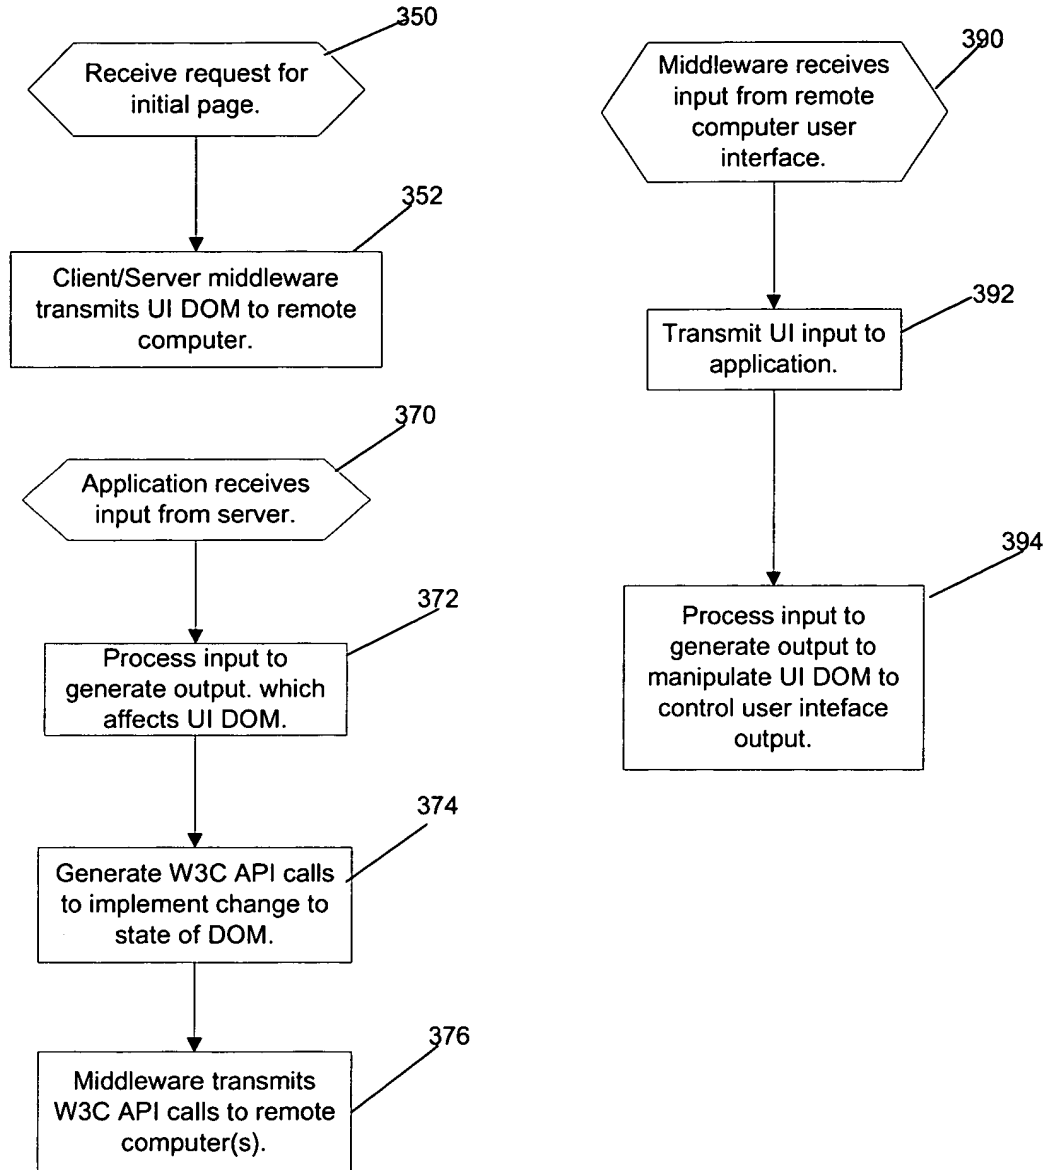 350
Receive request for
initial page.
352
Client/Server middleware
transmits UI DOM to remote
computer.
370
Application receives
input from server.
372
Process input to
generate output. which
affects UI DOM.
374
Generate W3C API calls
to implement change to
state of DOM.
376
Middleware transmits
W3C API calls to remote
computer(s).
390
Middleware receives
input from remote
computer user
interface.
392
Transmit UI input to
application.
394
Process input to
generate output to
manipulate UI DOM to
control user inteface
output.